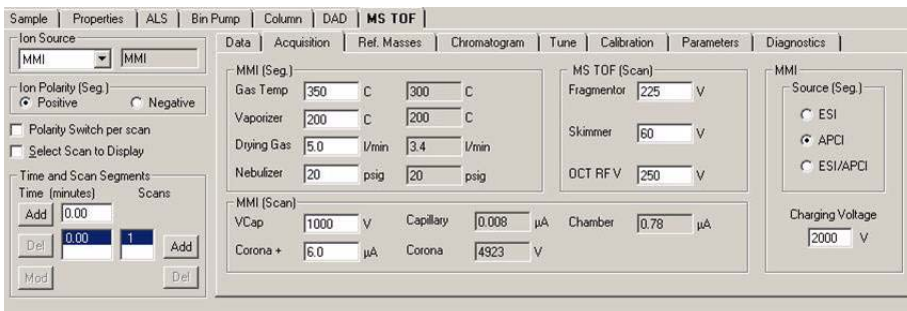 Sample Properties ALS Bin Pump Column DAD MS TOF
Ion Source
MMI MMI
Ion Polarity (Seg.)
Positive Negative
Polarity Switch per scan
Select Scan to Display
Time and Scan Segments
Time (minutes) Scans
Add 0.00
Del 0.00 1 Add
Mod Del
Data Acquisition Ref. Masses Chromatogram Tune Calibration Parameters Diagnostics
MMI (Seg.)
Gas Temp 350 C 300 C
Vaporizer 200 C 200 C
Drying Gas 5.0 l/min 3.4 l/min
Nebulizer 20 psig 20 psig
MS TOF (Scan)
Fragmentor 225 V
Skimmer 60 V
OCT RF V 250 V
MMI (Scan)
VCap 1000 V Capillary 0.008 µA Chamber 0.78 µA
Corona + 6.0 µA Corona 4923 V
MMI
Source (Seg.)
ESI
APCI
ESI/APCI
Charging Voltage
2000 V